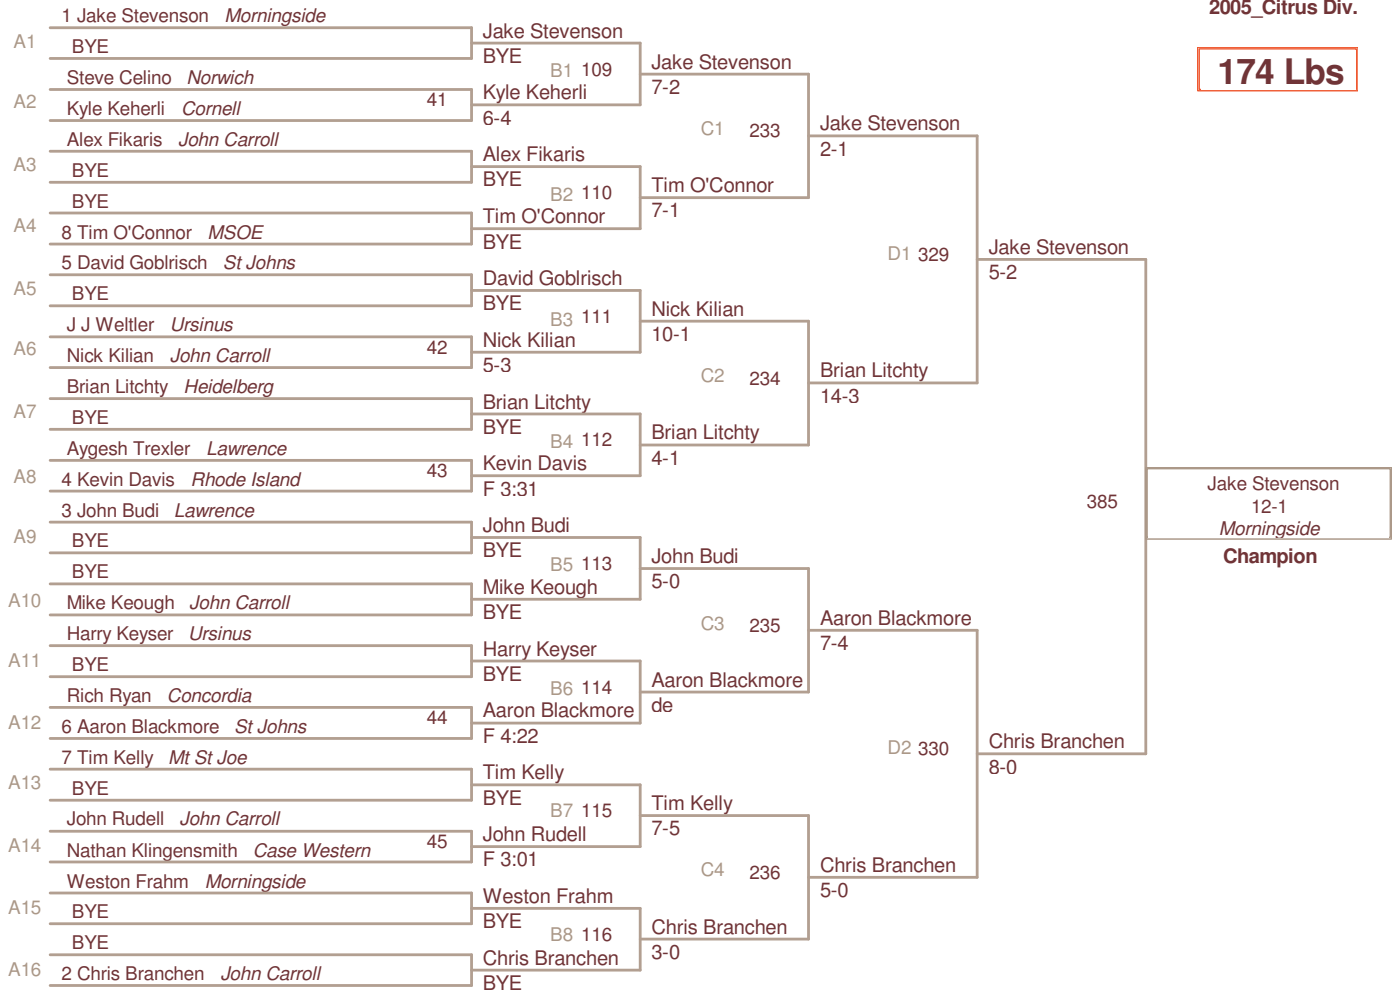 2005_Citrus Div.
174 Lbs
1 Jake Stevenson Morningside
A1
BYE
Jake Stevenson
BYE
B1 109
Steve Celino Norwich
A2
Kyle Keherli Cornell
41
Kyle Keherli
6-4
Jake Stevenson
7-2
C1 233
Alex Fikaris John Carroll
A3
BYE
Alex Fikaris
BYE
B2 110
BYE
A4
8 Tim O'Connor MSOE
Tim O'Connor
BYE
Tim O'Connor
7-1
Jake Stevenson
2-1
D1 329
5 David Goblrisch St Johns
A5
BYE
David Goblrisch
BYE
B3 111
J J Weltler Ursinus
A6
Nick Kilian John Carroll
42
Nick Kilian
5-3
Nick Kilian
10-1
C2 234
Brian Litchty Heidelberg
A7
BYE
Brian Litchty
BYE
B4 112
Aygesh Trexler Lawrence
A8
4 Kevin Davis Rhode Island
43
Kevin Davis
F 3:31
Brian Litchty
4-1
Brian Litchty
14-3
Jake Stevenson
5-2
385
3 John Budi Lawrence
A9
BYE
John Budi
BYE
B5 113
BYE
A10
Mike Keough John Carroll
Mike Keough
BYE
John Budi
5-0
C3 235
Harry Keyser Ursinus
A11
BYE
Harry Keyser
BYE
B6 114
Rich Ryan Concordia
A12
6 Aaron Blackmore St Johns
44
Aaron Blackmore
F 4:22
Aaron Blackmore
de
Aaron Blackmore
7-4
D2 330
7 Tim Kelly Mt St Joe
A13
BYE
Tim Kelly
BYE
B7 115
John Rudell John Carroll
A14
Nathan Klingensmith Case Western
45
John Rudell
F 3:01
Tim Kelly
7-5
C4 236
Weston Frahm Morningside
A15
BYE
Weston Frahm
BYE
B8 116
BYE
A16
2 Chris Branchen John Carroll
Chris Branchen
BYE
Chris Branchen
3-0
Chris Branchen
5-0
Chris Branchen
8-0
Jake Stevenson
12-1
Morningside
Champion